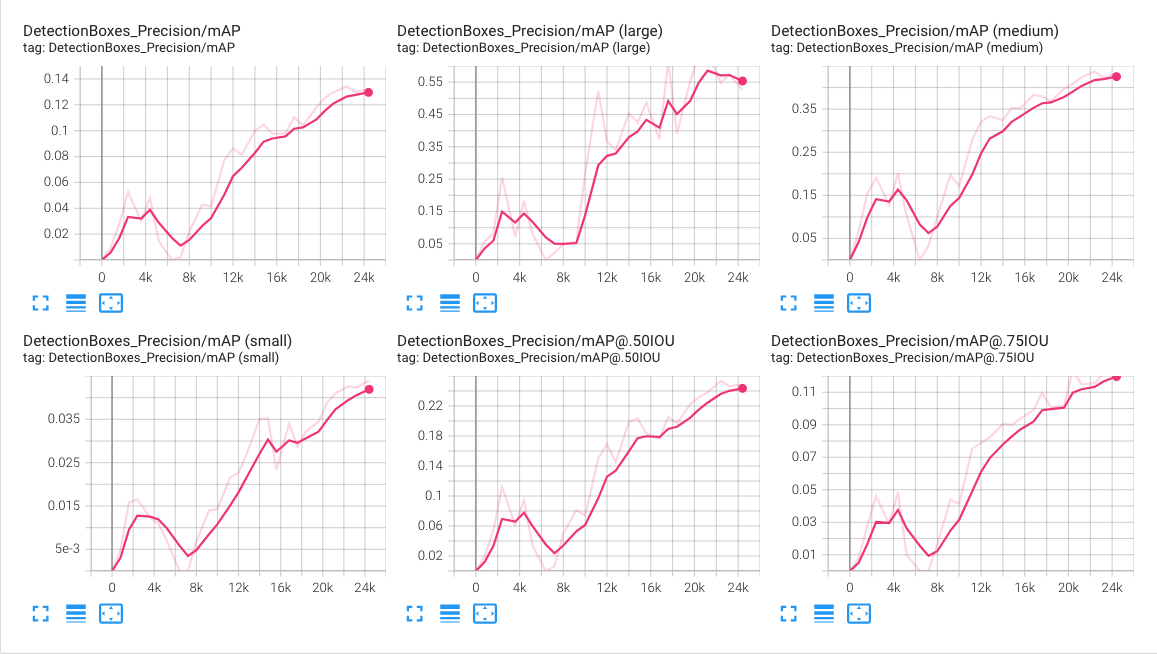 DetectionBoxes_Precision/mAP
tag: DetectionBoxes_Precision/mAP
0.14
0.12
0.1
0.08
0.06
0.04
0.02
0 4k 8k 12k 16k 20k 24k
DetectionBoxes_Precision/mAP (large)
tag: DetectionBoxes_Precision/mAP (large)
0.55
0.45
0.35
0.25
0.15
0.05
0 4k 8k 12k 16k 20k 24k
DetectionBoxes_Precision/mAP (medium)
tag: DetectionBoxes_Precision/mAP (medium)
0.35
0.25
0.15
0.05
0 4k 8k 12k 16k 20k 24k
DetectionBoxes_Precision/mAP (small)
tag: DetectionBoxes_Precision/mAP (small)
0.035
0.025
0.015
5e-3
0 4k 8k 12k 16k 20k 24k
DetectionBoxes_Precision/mAP@.50IOU
tag: DetectionBoxes_Precision/mAP@.50IOU
0.22
0.18
0.14
0.1
0.06
0.02
0 4k 8k 12k 16k 20k 24k
DetectionBoxes_Precision/mAP@.75IOU
tag: DetectionBoxes_Precision/mAP@.75IOU
0.11
0.09
0.07
0.05
0.03
0.01
0 4k 8k 12k 16k 20k 24k